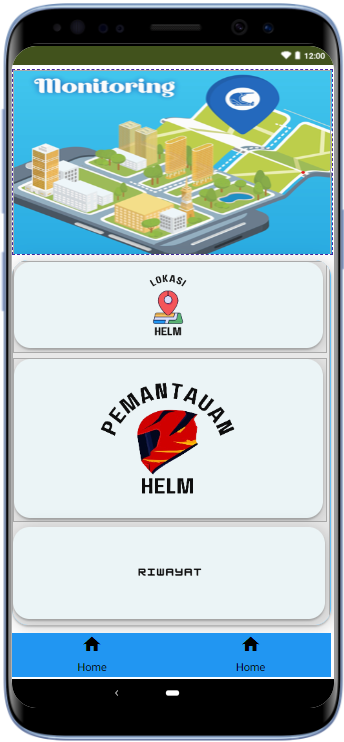 12:00
Monitoring
LOKASI
HELM
PEMANTAUAN
HELM
RIWAYAT
Home Home